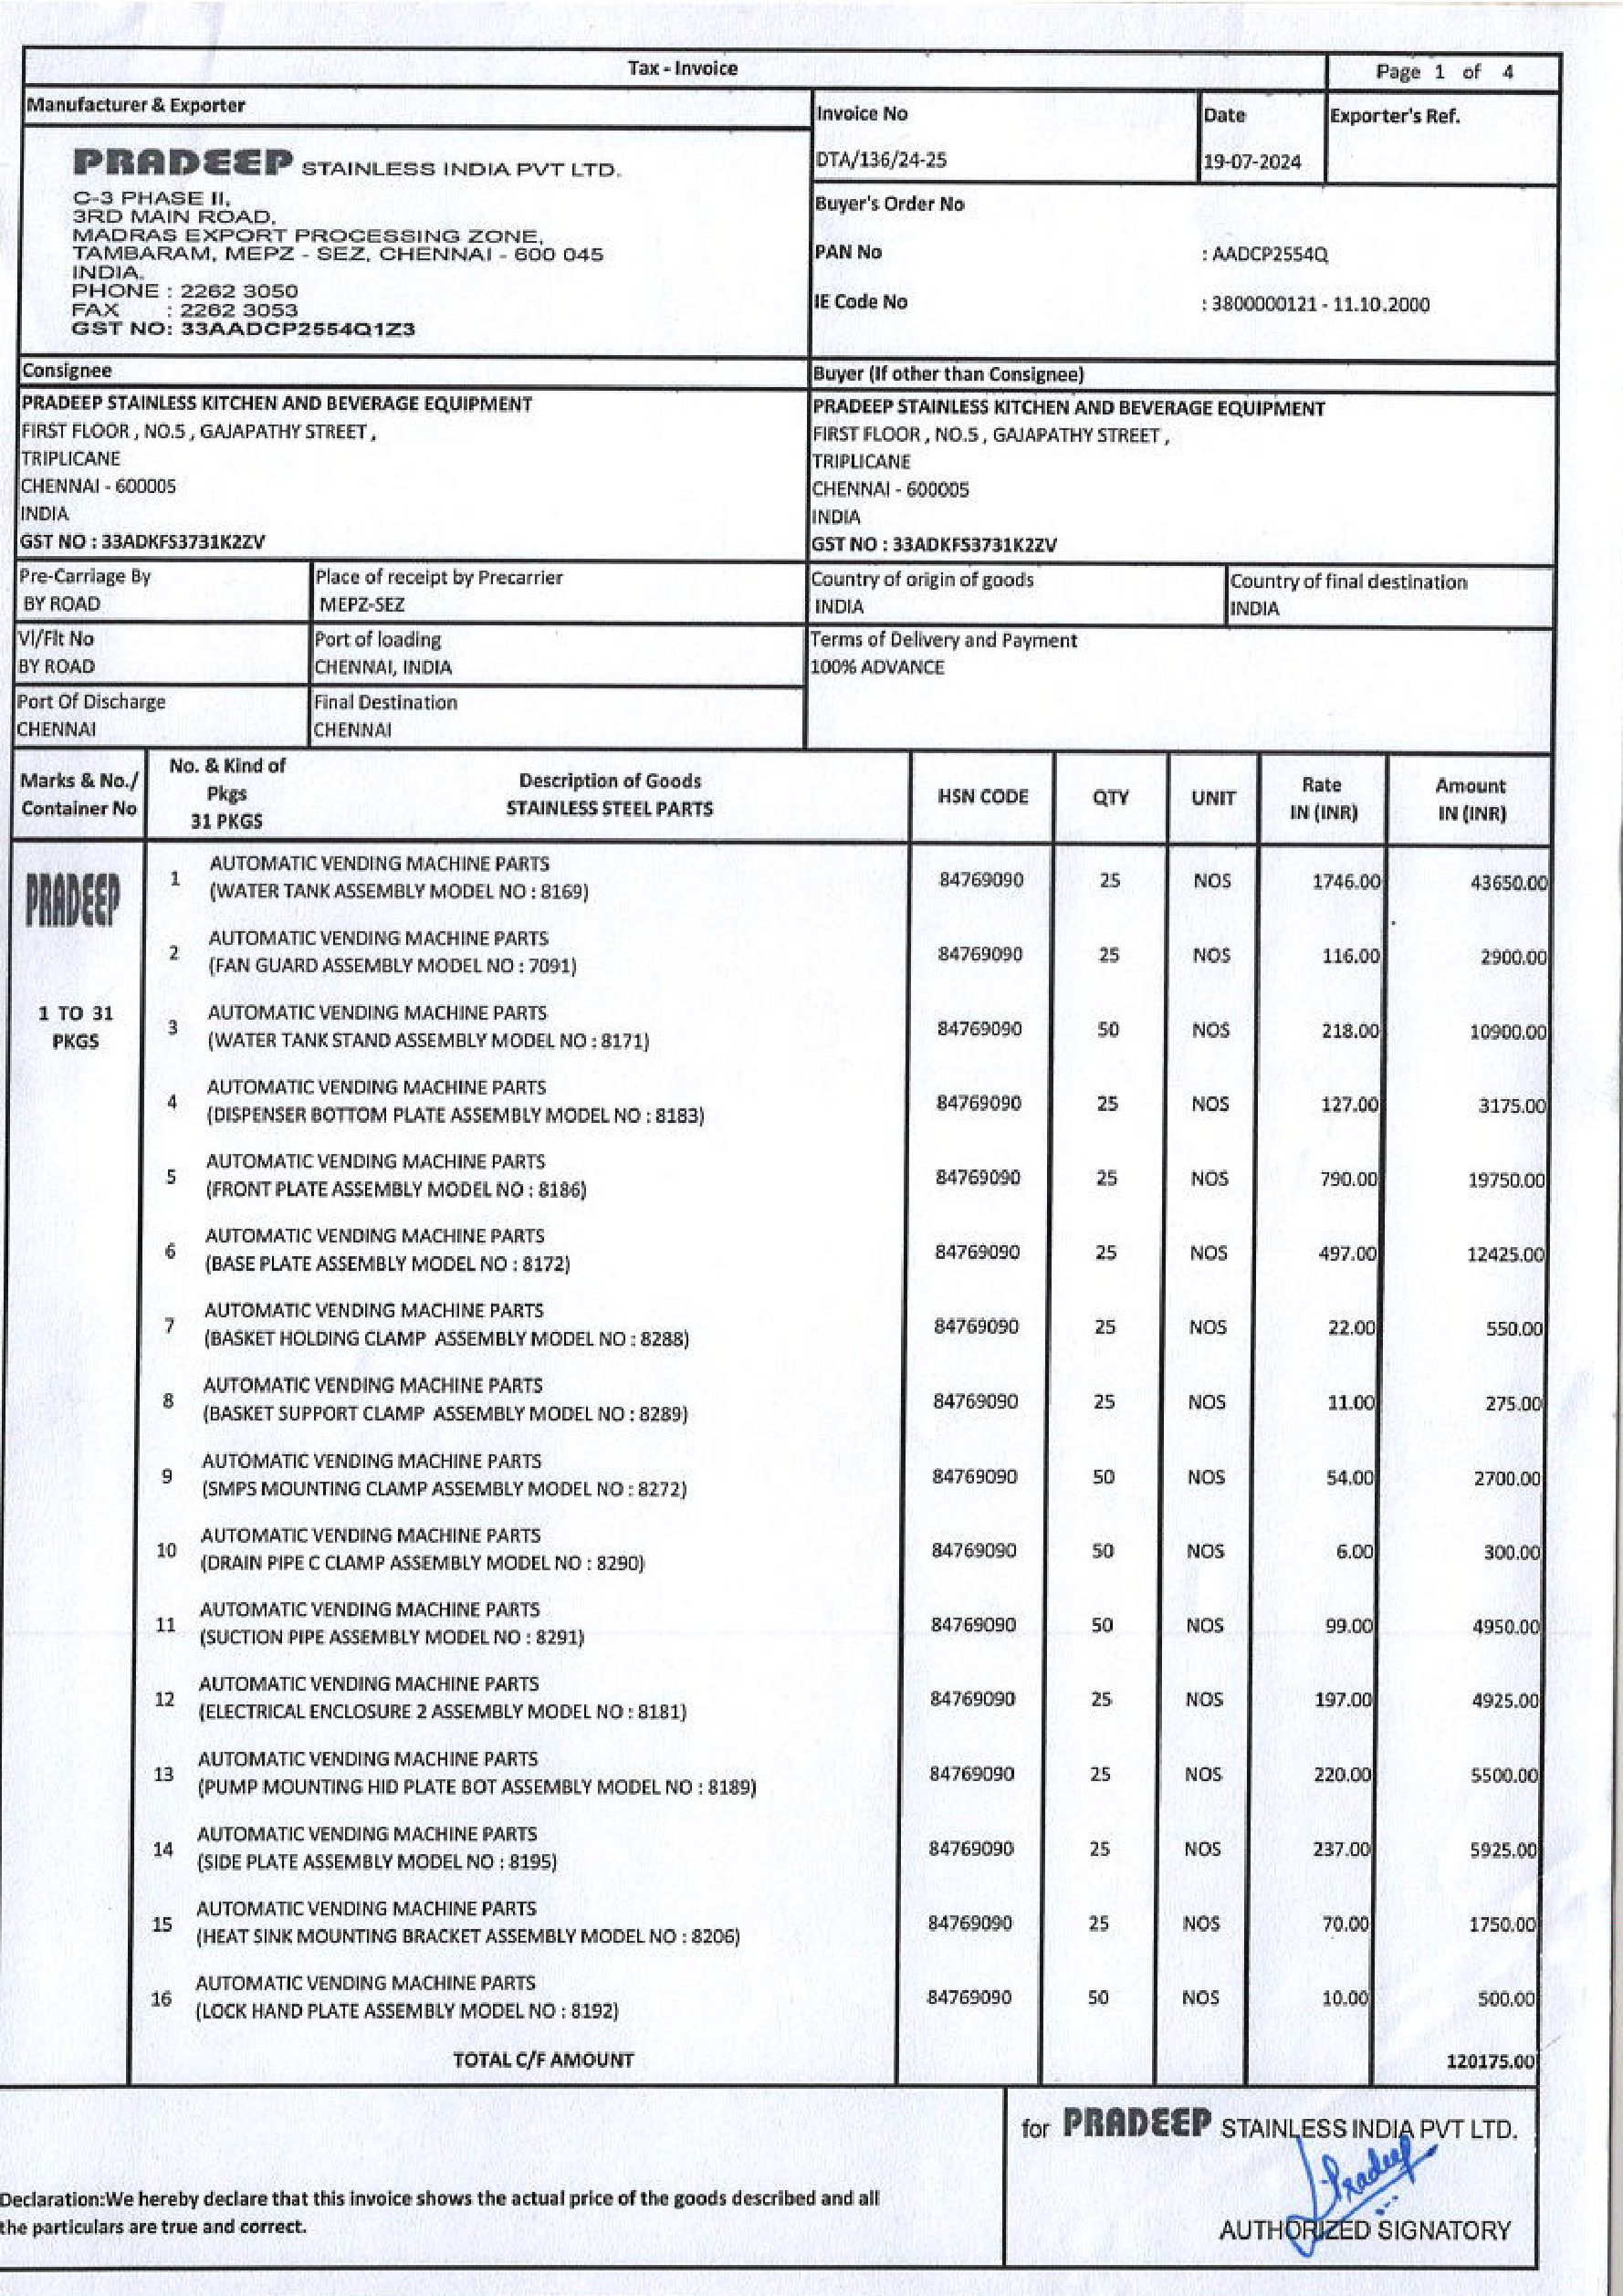 Tax - Invoice
Page 1 of 4
Manufacturer & Exporter
PRADEEP STAINLESS INDIA PVT LTD.
C-3 PHASE II,
3RD MAIN ROAD,
MADRAS EXPORT PROCESSING ZONE,
TAMBARAM, MEPZ - SEZ, CHENNAI - 600 045
INDIA.
PHONE : 2262 3050
FAX : 2262 3053
GST NO: 33AADCP2554Q1Z3
Invoice No
DTA/136/24-25
Date
19-07-2024
Exporter's Ref.
Buyer's Order No
PAN No : AADCP2554Q
IE Code No : 3800000121 - 11.10.2000
Consignee
PRADEEP STAINLESS KITCHEN AND BEVERAGE EQUIPMENT
FIRST FLOOR , NO.5 , GAJAPATHY STREET ,
TRIPLICANE
CHENNAI - 600005
INDIA
GST NO : 33ADKFS3731K2ZV
Buyer (If other than Consignee)
PRADEEP STAINLESS KITCHEN AND BEVERAGE EQUIPMENT
FIRST FLOOR , NO.5 , GAJAPATHY STREET ,
TRIPLICANE
CHENNAI - 600005
INDIA
GST NO : 33ADKFS3731K2ZV
Pre-Carriage By
BY ROAD
Place of receipt by Precarrier
MEPZ-SEZ
Country of origin of goods
INDIA
Country of final destination
INDIA
Vl/Flt No
BY ROAD
Port of loading
CHENNAI, INDIA
Terms of Delivery and Payment
100% ADVANCE
Port Of Discharge
CHENNAI
Final Destination
CHENNAI
Marks & No./
Container No
No. & Kind of
Pkgs
31 PKGS
Description of Goods
STAINLESS STEEL PARTS
HSN CODE
QTY
UNIT
Rate
IN (INR)
Amount
IN (INR)
PRADEEP
1 TO 31
PKGS
1 AUTOMATIC VENDING MACHINE PARTS
(WATER TANK ASSEMBLY MODEL NO : 8169) 84769090 25 NOS 1746.00 43650.00
2 AUTOMATIC VENDING MACHINE PARTS
(FAN GUARD ASSEMBLY MODEL NO : 7091) 84769090 25 NOS 116.00 2900.00
3 AUTOMATIC VENDING MACHINE PARTS
(WATER TANK STAND ASSEMBLY MODEL NO : 8171) 84769090 50 NOS 218.00 10900.00
4 AUTOMATIC VENDING MACHINE PARTS
(DISPENSER BOTTOM PLATE ASSEMBLY MODEL NO : 8183) 84769090 25 NOS 127.00 3175.00
5 AUTOMATIC VENDING MACHINE PARTS
(FRONT PLATE ASSEMBLY MODEL NO : 8186) 84769090 25 NOS 790.00 19750.00
6 AUTOMATIC VENDING MACHINE PARTS
(BASE PLATE ASSEMBLY MODEL NO : 8172) 84769090 25 NOS 497.00 12425.00
7 AUTOMATIC VENDING MACHINE PARTS
(BASKET HOLDING CLAMP ASSEMBLY MODEL NO : 8288) 84769090 25 NOS 22.00 550.00
8 AUTOMATIC VENDING MACHINE PARTS
(BASKET SUPPORT CLAMP ASSEMBLY MODEL NO : 8289) 84769090 25 NOS 11.00 275.00
9 AUTOMATIC VENDING MACHINE PARTS
(SMPS MOUNTING CLAMP ASSEMBLY MODEL NO : 8272) 84769090 50 NOS 54.00 2700.00
10 AUTOMATIC VENDING MACHINE PARTS
(DRAIN PIPE C CLAMP ASSEMBLY MODEL NO : 8290) 84769090 50 NOS 6.00 300.00
11 AUTOMATIC VENDING MACHINE PARTS
(SUCTION PIPE ASSEMBLY MODEL NO : 8291) 84769090 50 NOS 99.00 4950.00
12 AUTOMATIC VENDING MACHINE PARTS
(ELECTRICAL ENCLOSURE 2 ASSEMBLY MODEL NO : 8181) 84769090 25 NOS 197.00 4925.00
13 AUTOMATIC VENDING MACHINE PARTS
(PUMP MOUNTING HID PLATE BOT ASSEMBLY MODEL NO : 8189) 84769090 25 NOS 220.00 5500.00
14 AUTOMATIC VENDING MACHINE PARTS
(SIDE PLATE ASSEMBLY MODEL NO : 8195) 84769090 25 NOS 237.00 5925.00
15 AUTOMATIC VENDING MACHINE PARTS
(HEAT SINK MOUNTING BRACKET ASSEMBLY MODEL NO : 8206) 84769090 25 NOS 70.00 1750.00
16 AUTOMATIC VENDING MACHINE PARTS
(LOCK HAND PLATE ASSEMBLY MODEL NO : 8192) 84769090 50 NOS 10.00 500.00
TOTAL C/F AMOUNT 120175.00
for PRADEEP STAINLESS INDIA PVT LTD.
Pradeep
AUTHORIZED SIGNATORY
Declaration:We hereby declare that this invoice shows the actual price of the goods described and all
the particulars are true and correct.